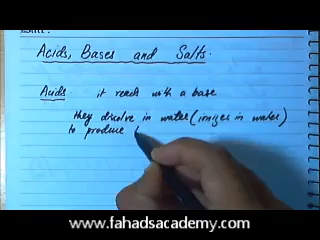 Acids, Bases and Salts.
Acids it reacts with a base
they dissolve in water (ionizes in water)
to produce
www.fahadsacademy.com